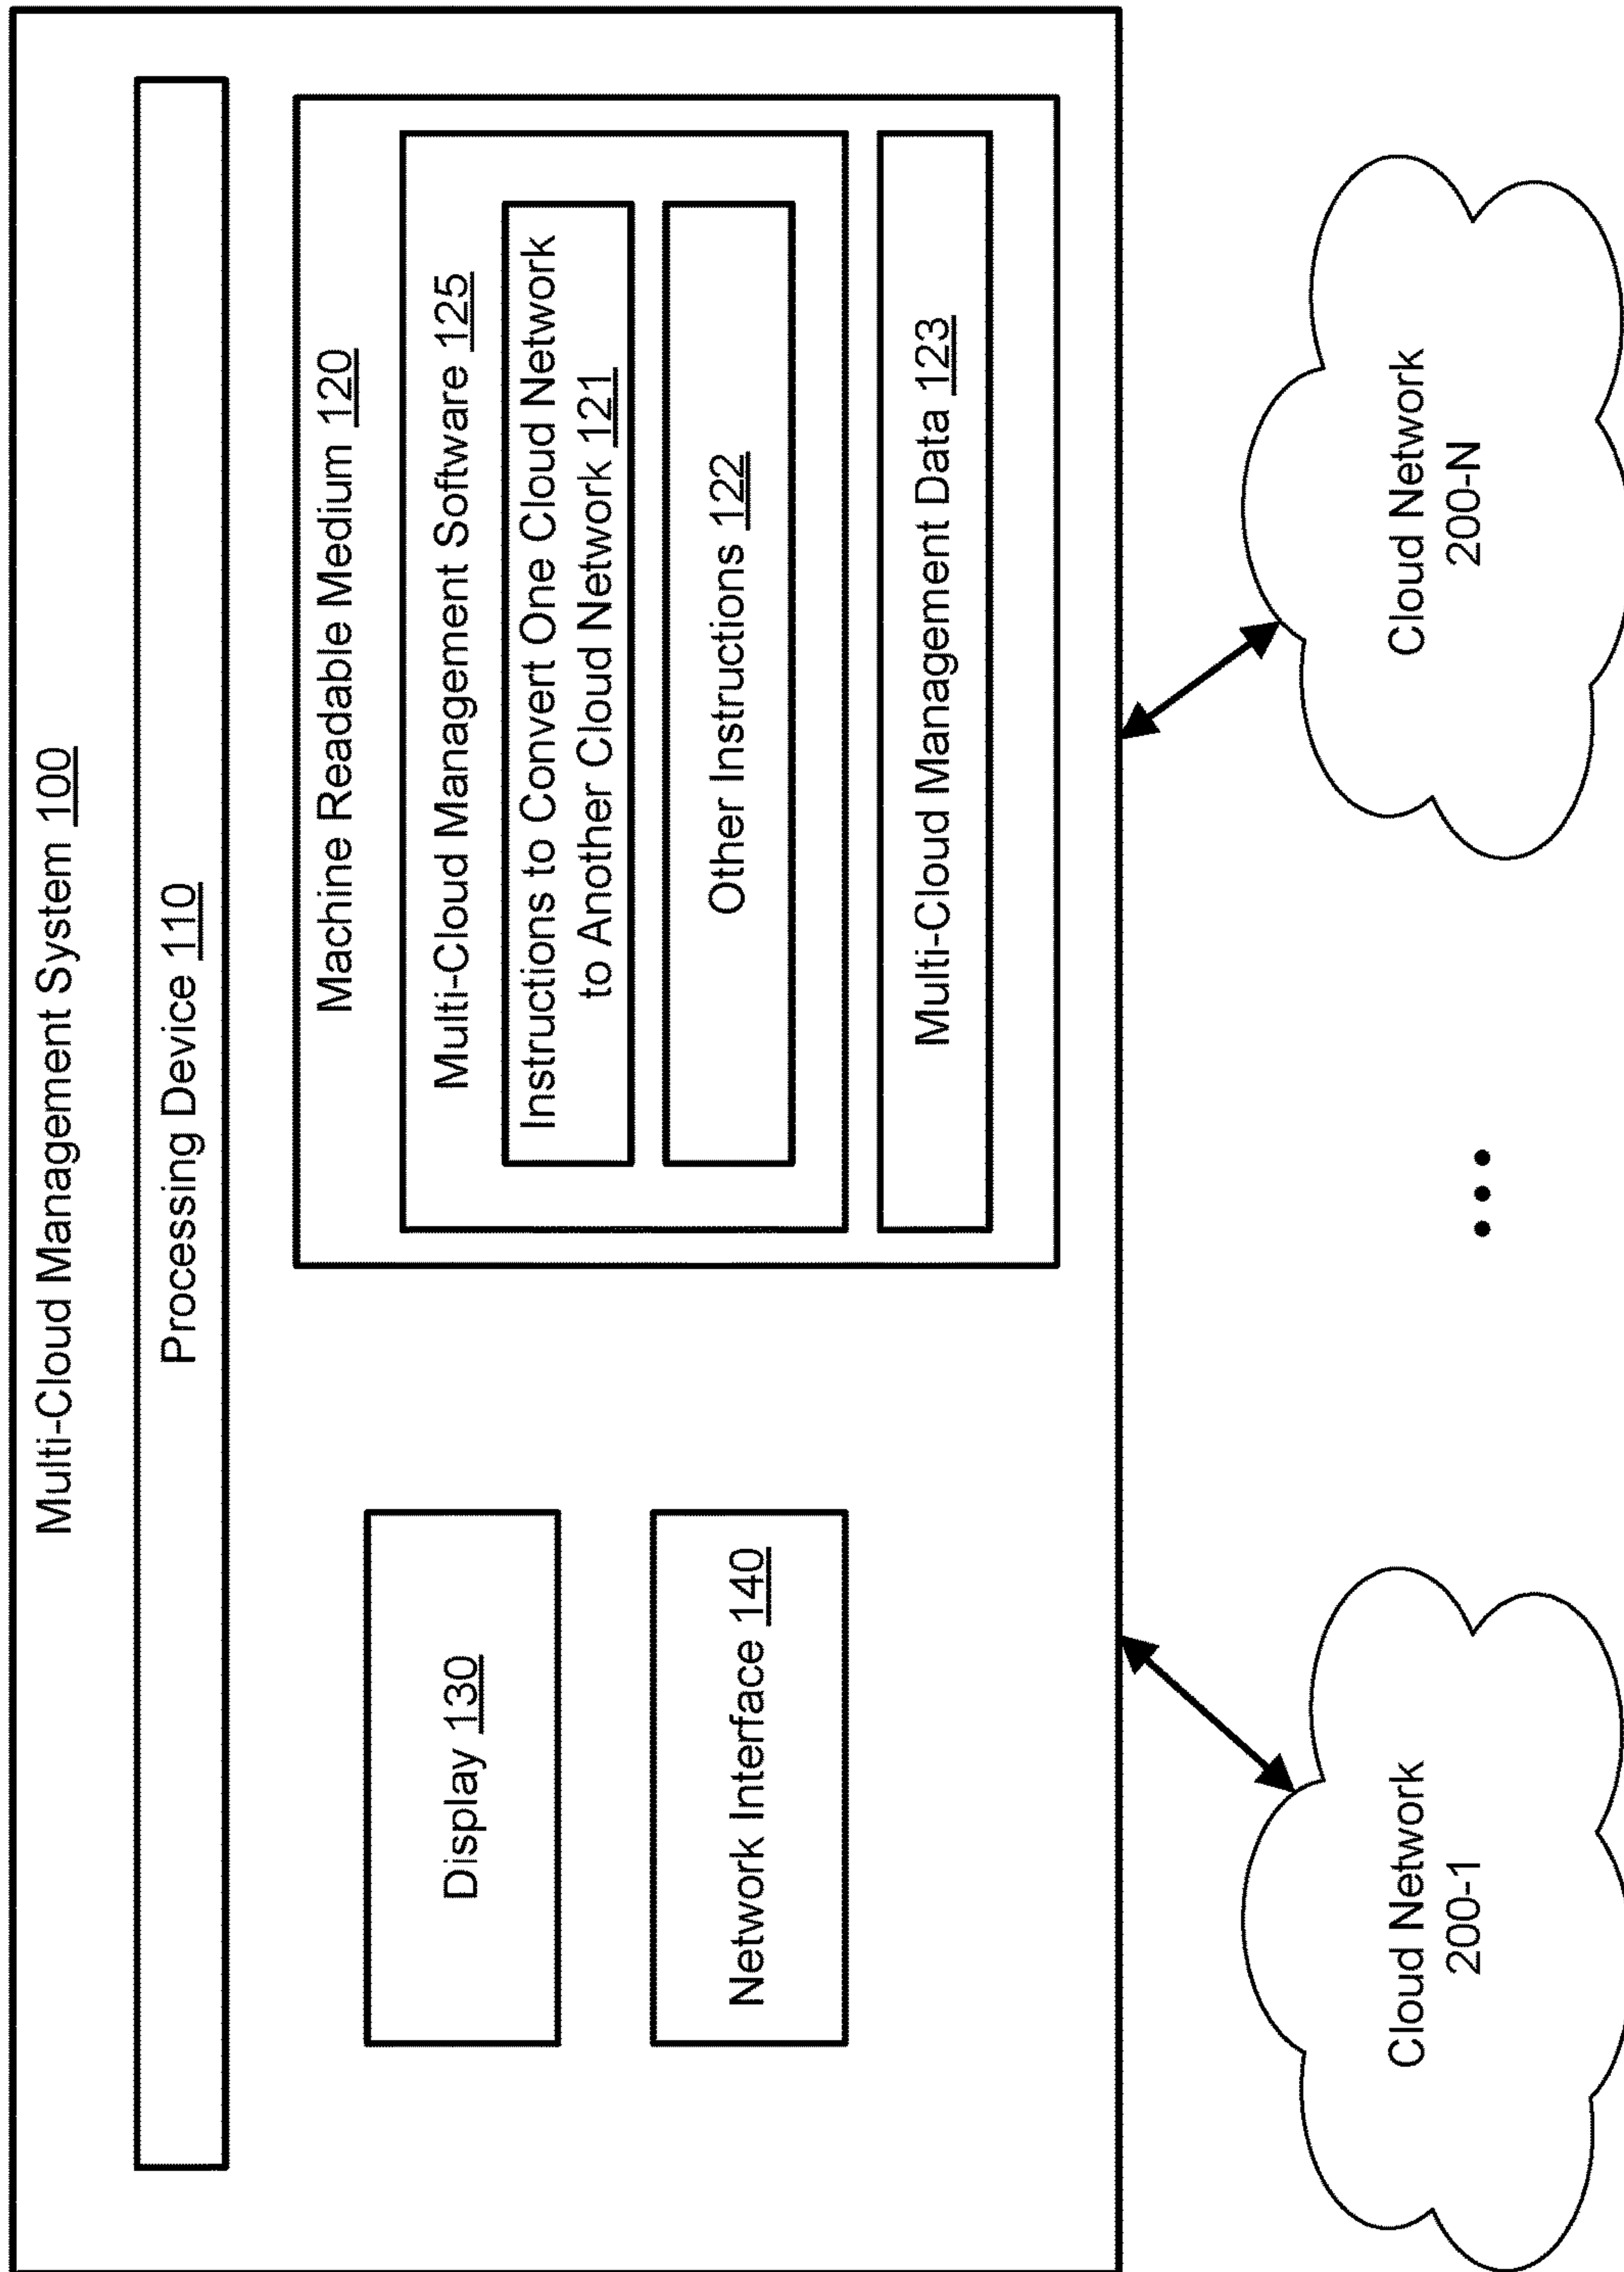 Multi-Cloud Management System 100
Processing Device 110
Display 130
Network Interface 140
Machine Readable Medium 120
Multi-Cloud Management Software 125
Instructions to Convert One Cloud Network
to Another Cloud Network 121
Other Instructions 122
Multi-Cloud Management Data 123
Cloud Network
200-1
Cloud Network
200-N